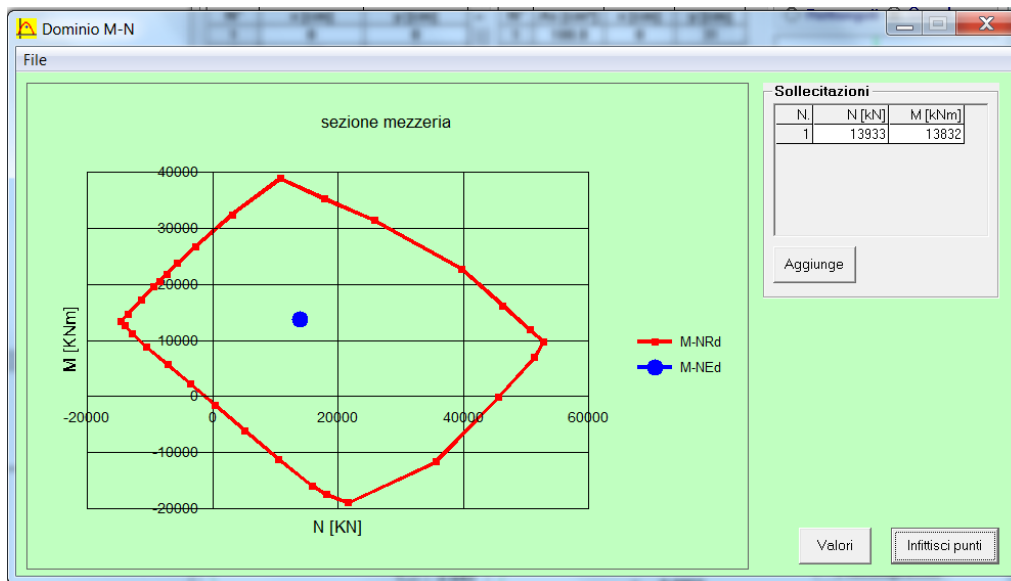 Dominio M-N
File
sezione mezzeria
40000
30000
20000
10000
0
-10000
-20000
-20000
0
20000
40000
60000
M [KNm]
N [KN]
M-NRd
M-NEd
Sollecitazioni
N. N [kN] M [kNm]
1 13933 13832
Aggiunge
Valori
Infittisci punti